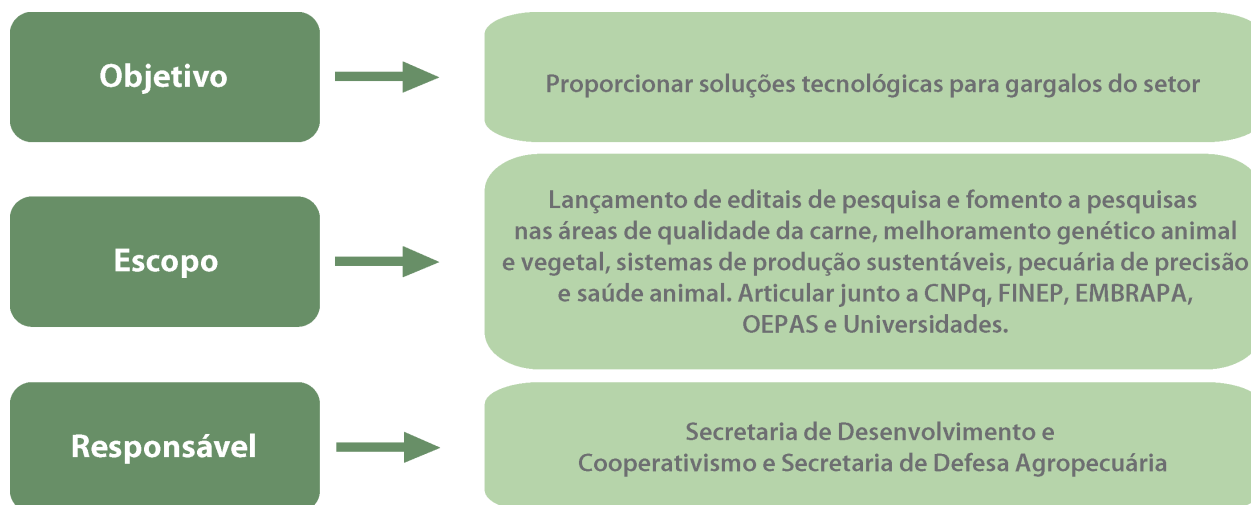 Objetivo
Proporcionar soluções tecnológicas para gargalos do setor
Escopo
Lançamento de editais de pesquisa e fomento a pesquisas
nas áreas de qualidade da carne, melhoramento genético animal
e vegetal, sistemas de produção sustentáveis, pecuária de precisão
e saúde animal. Articular junto a CNPq, FINEP, EMBRAPA,
OEPAS e Universidades.
Responsável
Secretaria de Desenvolvimento e
Cooperativismo e Secretaria de Defesa Agropecuária